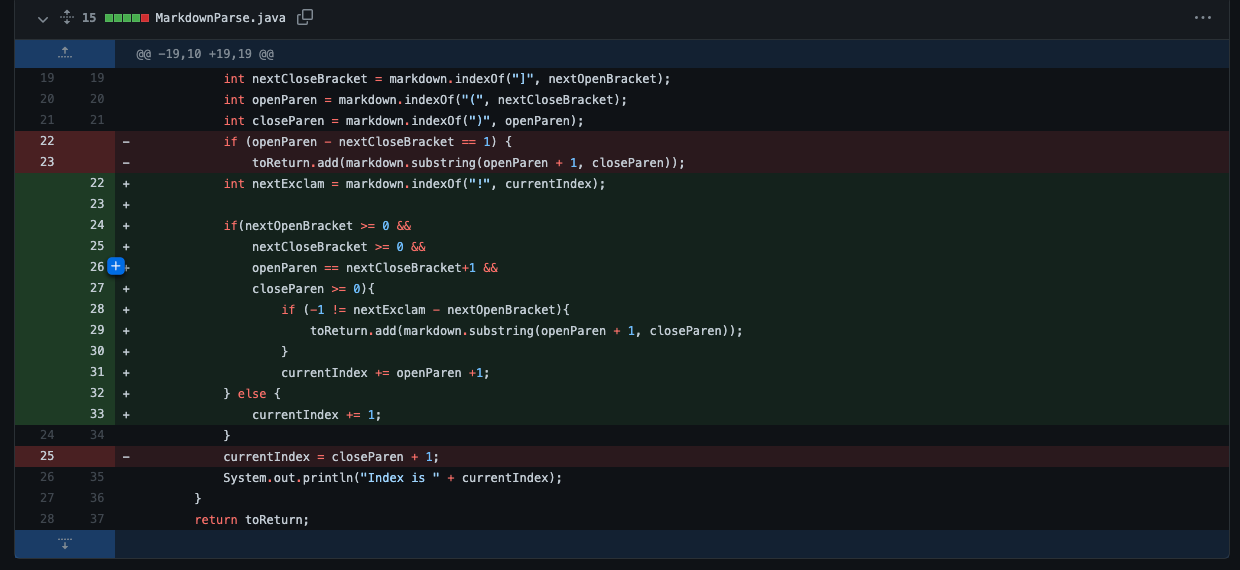 15 MarkdownParse.java
@@ -19,10 +19,19 @@
19 19 int nextCloseBracket = markdown.indexOf("]", nextOpenBracket);
20 20 int openParen = markdown.indexOf("(", nextCloseBracket);
21 21 int closeParen = markdown.indexOf(")", openParen);
22 - if (openParen - nextCloseBracket == 1) {
23 - toReturn.add(markdown.substring(openParen + 1, closeParen));
22 + int nextExclam = markdown.indexOf("!", currentIndex);
23 +
24 + if(nextOpenBracket >= 0 &&
25 + nextCloseBracket >= 0 &&
26 + openParen == nextCloseBracket+1 &&
27 + closeParen >= 0){
28 + if (-1 != nextExclam - nextOpenBracket){
29 + toReturn.add(markdown.substring(openParen + 1, closeParen));
30 + }
31 + currentIndex += openParen +1;
32 + } else {
33 + currentIndex += 1;
24 34 }
25 - currentIndex = closeParen + 1;
26 35 System.out.println("Index is " + currentIndex);
27 36 }
28 37 return toReturn;